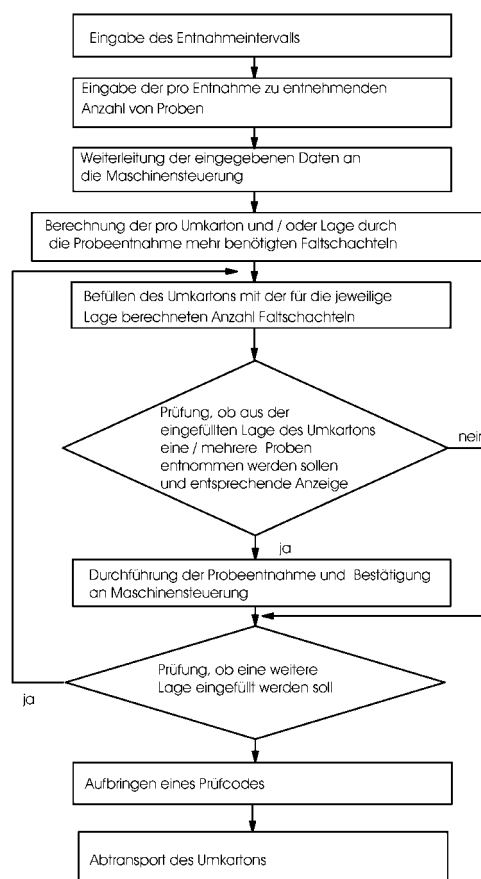 Eingabe des Entnahmeintervalls
Eingabe der pro Entnahme zu entnehmenden
Anzahl von Proben
Weiterleitung der eingegebenen Daten an
die Maschinensteuerung
Berechnung der pro Umkarton und / oder Lage durch
die Probeentnahme mehr benötigten Faltschachteln
Befüllen des Umkartons mit der für die jeweilige
Lage berechneten Anzahl Faltschachteln
Prüfung, ob aus der
eingefüllten Lage des Umkartons
eine / mehrere Proben
entnommen werden sollen
und entsprechende Anzeige
nein
ja
Durchführung der Probeentnahme und Bestätigung
an Maschinensteuerung
Prüfung, ob eine weitere
Lage eingefüllt werden soll
ja
Aufbringen eines Prüfcodes
Abtransport des Umkartons